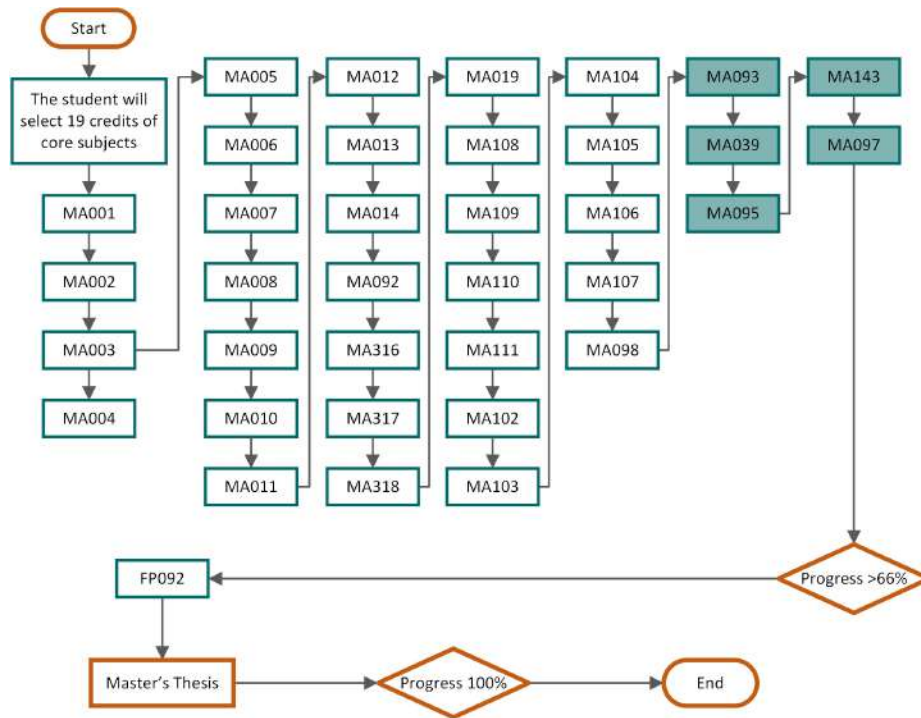 Start
The student will
select 19 credits of
core subjects
MA001
MA002
MA003
MA004
MA005
MA006
MA007
MA008
MA009
MA010
MA011
MA012
MA013
MA014
MA092
MA316
MA317
MA318
MA019
MA108
MA109
MA110
MA111
MA102
MA103
MA104
MA105
MA106
MA107
MA098
MA093
MA039
MA095
MA143
MA097
Progress >66%
FP092
Master's Thesis
Progress 100%
End